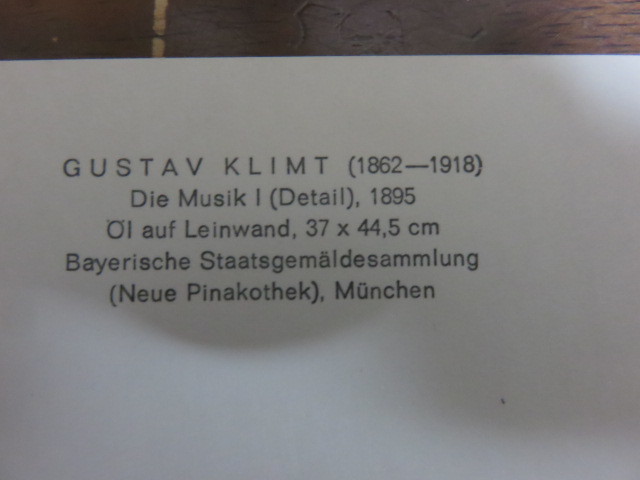 GUSTAV KLIMT (1862—1918)
Die Musik I (Detail), 1895
Öl auf Leinwand, 37 x 44,5 cm
Bayerische Staatsgemäldesammlung
(Neue Pinakothek), München